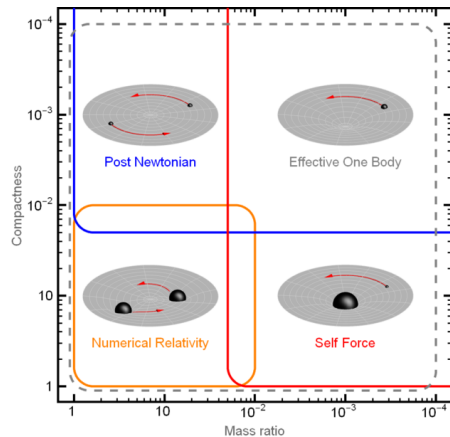 10⁻⁴
10⁻³
10⁻²
10
1
Compactness
Post Newtonian
Effective One Body
Numerical Relativity
Self Force
1 10 10⁻² 10⁻³ 10⁻⁴
Mass ratio